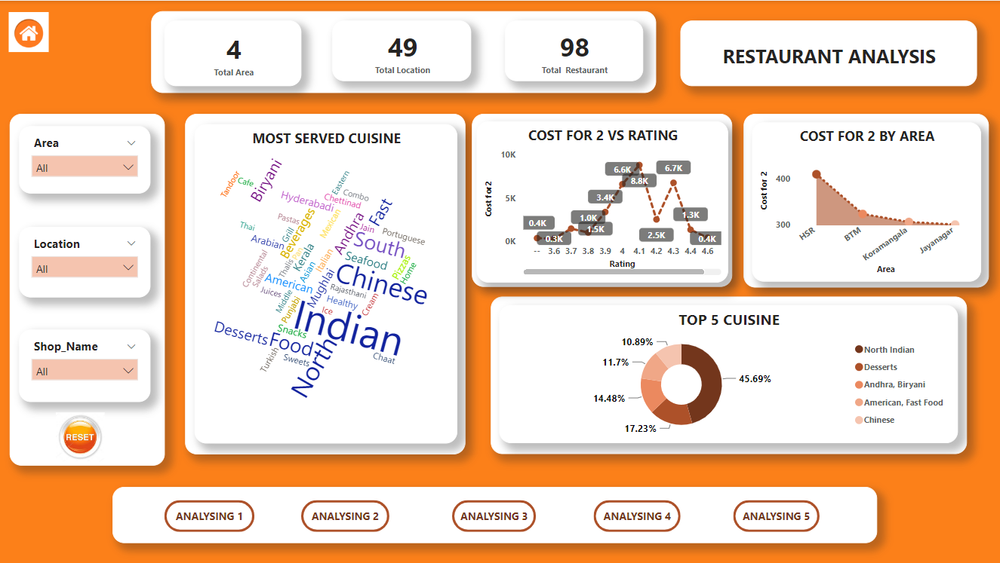 4
Total Area
49
Total Location
98
Total Restaurant
RESTAURANT ANALYSIS
Area
All
Location
All
Shop_Name
All
RESET
MOST SERVED CUISINE
Tandoor
Cafe
Biryani
Eastern
Combo
Hyderabadi
Chettinad
Fast
Pastas
Beverages
Mexican
Thai
Grill
Andhra
Jain
Portuguese
Arabian
South
Pan
Kerala
Italian
Seafood
Continental
Salads
Thalis
Asian
Pizzas
Home
American
Mughlai
Chinese
Juices
Rajasthani
Middle
Punjabi
Healthy
Cream
Ice
Indian
Snacks
Desserts
Food
North
Turkish
Sweets
Chaat
COST FOR 2 VS RATING
10K
5K
0K
Cost for 2
0.4K
0.3K
1.0K
1.5K
3.4K
6.6K
8.8K
2.5K
6.7K
1.3K
0.4K
-- 3.6 3.7 3.8 3.9 4 4.1 4.2 4.3 4.4 4.6
Rating
COST FOR 2 BY AREA
400
300
Cost for 2
HSR BTM Koramangala Jayanagar
Area
TOP 5 CUISINE
10.89%
11.7%
14.48%
17.23%
45.69%
North Indian
Desserts
Andhra, Biryani
American, Fast Food
Chinese
ANALYSING 1 ANALYSING 2 ANALYSING 3 ANALYSING 4 ANALYSING 5